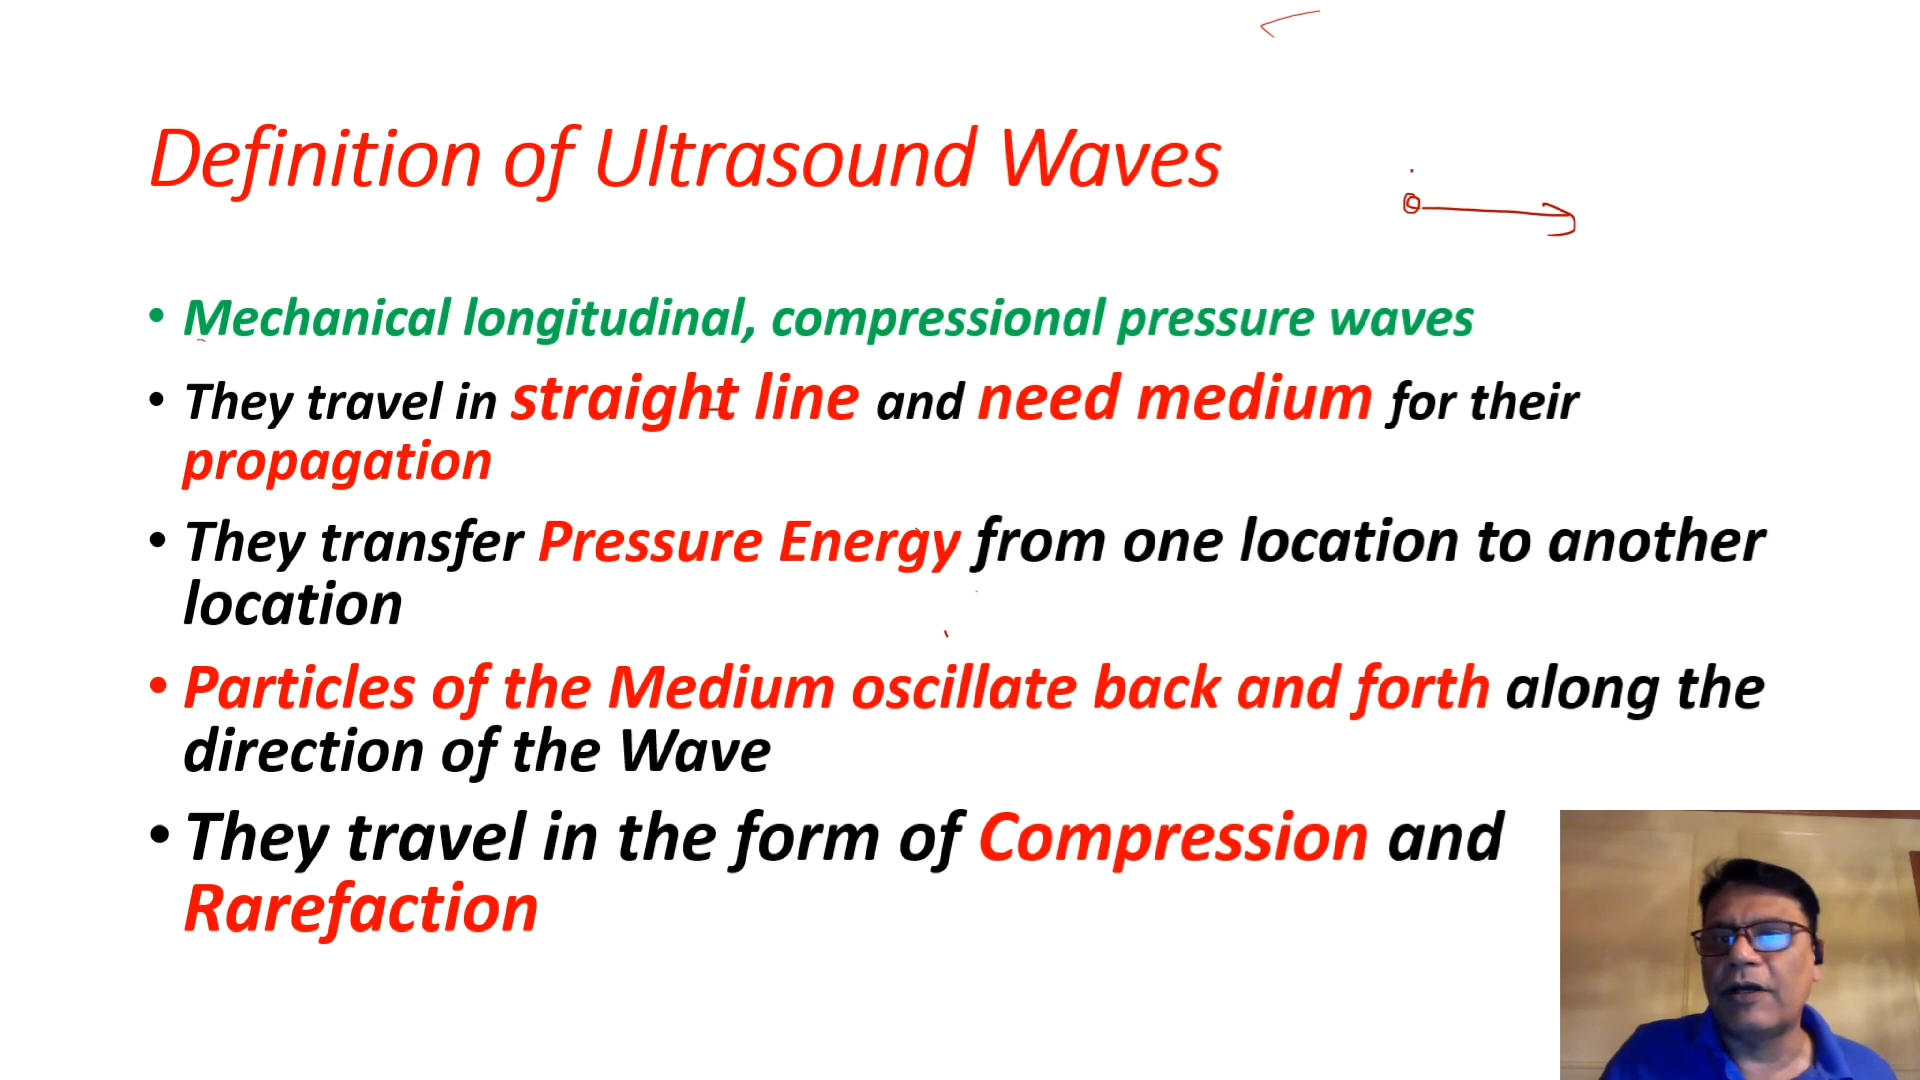 Definition of Ultrasound Waves
• Mechanical longitudinal, compressional pressure waves
• They travel in straight line and need medium for their
propagation
• They transfer Pressure Energy from one location to another
location
• Particles of the Medium oscillate back and forth along the
direction of the Wave
• They travel in the form of Compression and
Rarefaction